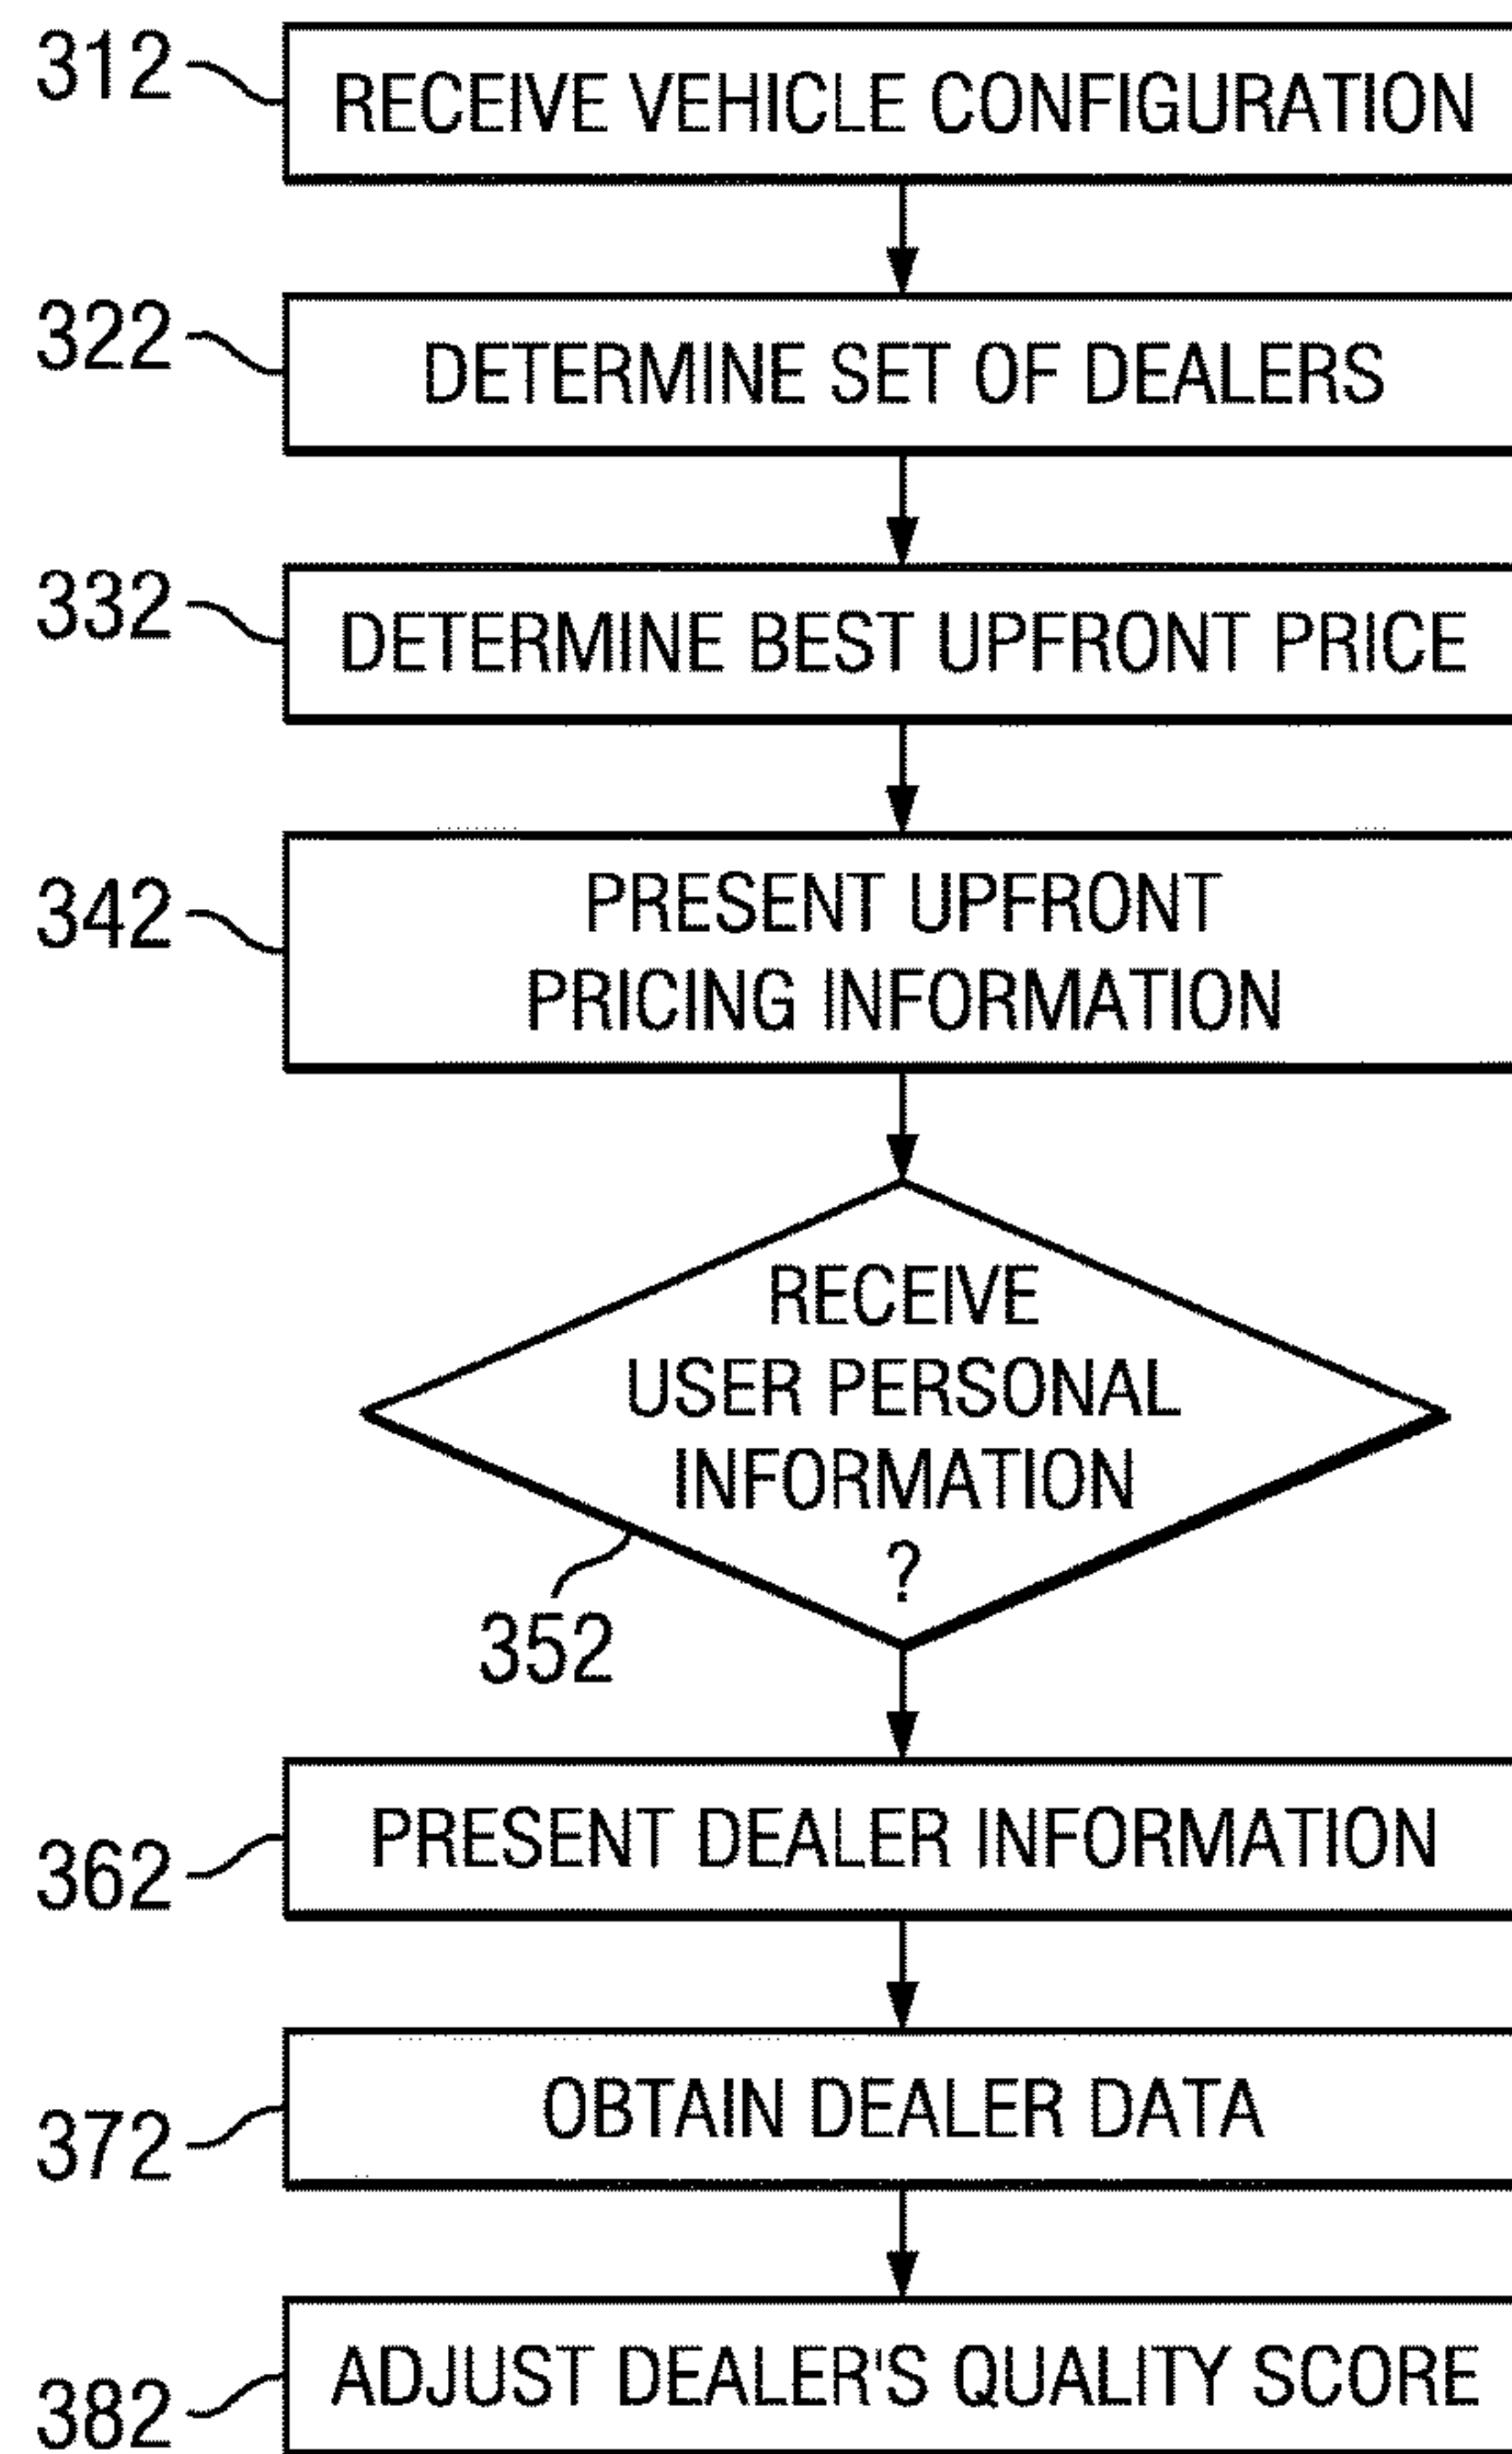 312
RECEIVE VEHICLE CONFIGURATION
322
DETERMINE SET OF DEALERS
332
DETERMINE BEST UPFRONT PRICE
342
PRESENT UPFRONT
PRICING INFORMATION
RECEIVE
USER PERSONAL
INFORMATION
?
352
362
PRESENT DEALER INFORMATION
372
OBTAIN DEALER DATA
382
ADJUST DEALER'S QUALITY SCORE